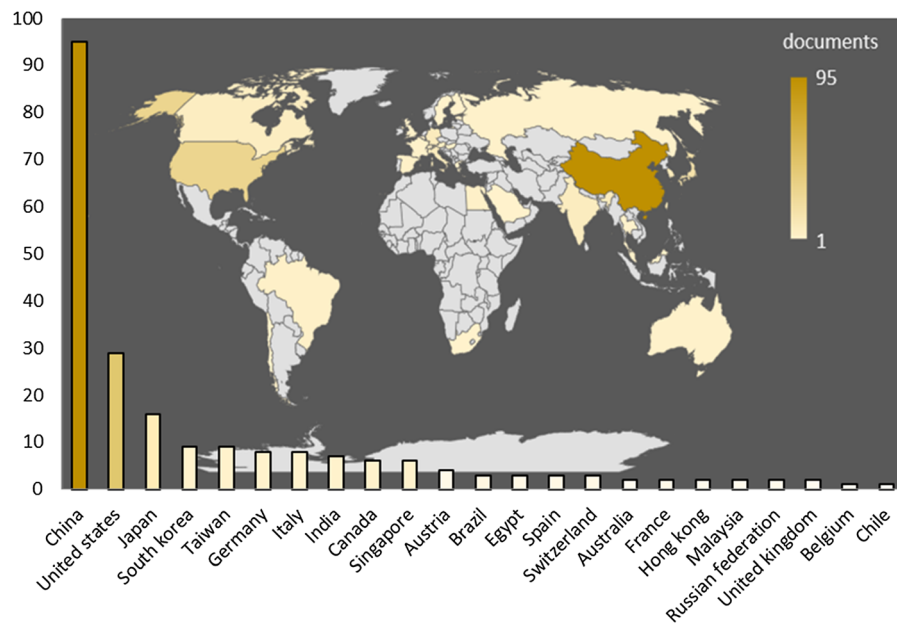 100
90
80
70
60
50
40
30
20
10
0
documents
95
1
China
United states
Japan
South korea
Taiwan
Germany
Italy
India
Canada
Singapore
Austria
Brazil
Egypt
Spain
Switzerland
Australia
France
Hong kong
Malaysia
Russian federation
United kingdom
Belgium
Chile